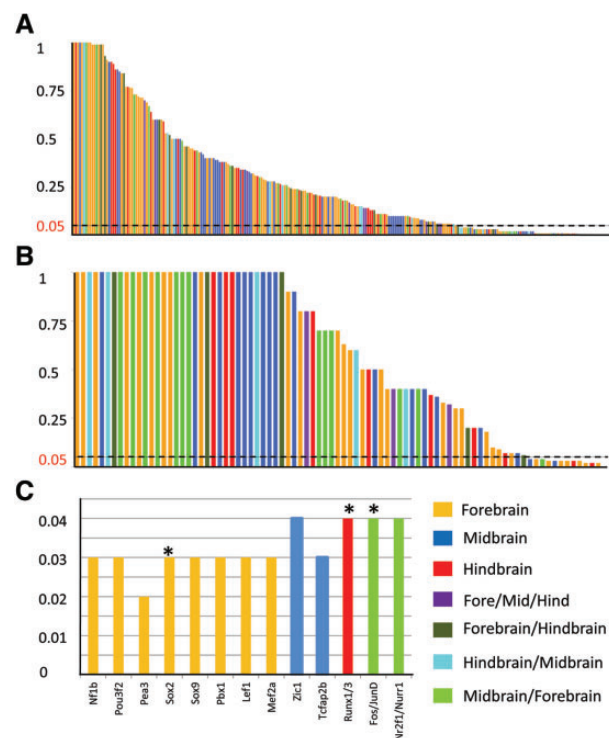 A
1
0.75
0.5
0.25
0.05
B
1
0.75
0.5
0.25
0.05
C
0.04
0.03
0.02
0.01
0
*
*
*
Nf1b
Pou3f2
Pea3
Sox2
Sox9
Pbx1
Lef1
Mef2a
Zic1
Tcfap2b
Runx1/3
Fos/JunD
Nr2f1/Nurr1
Forebrain
Midbrain
Hindbrain
Fore/Mid/Hind
Forebrain/Hindbrain
Hindbrain/Midbrain
Midbrain/Forebrain